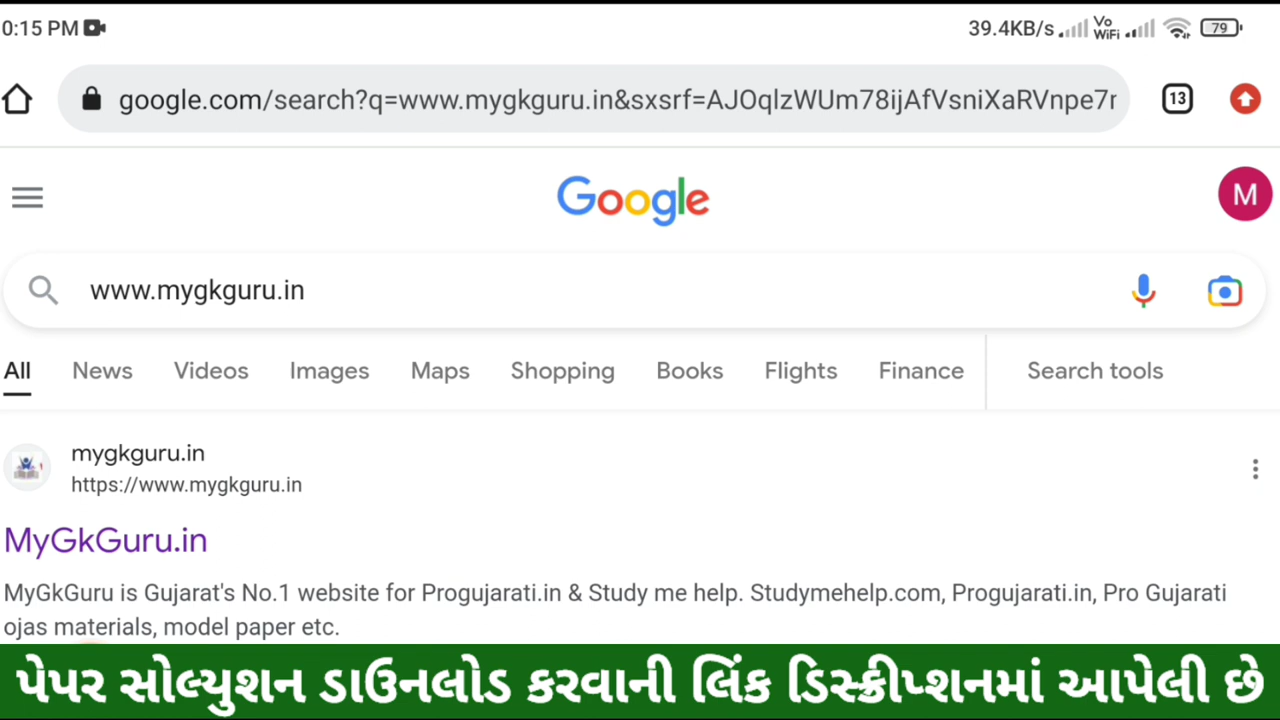 0:15 PM
39.4KB/s Vo WiFi 79
google.com/search?q=www.mygkguru.in&sxsrf=AJOqlzWUm78ijAfVsniXaRVnpe7r
13
Google
M
www.mygkguru.in
All News Videos Images Maps Shopping Books Flights Finance Search tools
mygkguru.in
https://www.mygkguru.in
MyGkGuru.in
MyGkGuru is Gujarat's No.1 website for Progujarati.in & Study me help. Studymehelp.com, Progujarati.in, Pro Gujarati
ojas materials, model paper etc.
પેપર સોલ્યુશન ડાઉનલોડ કરવાની લિંક ડિસ્ક્રીપ્શનમાં આપેલી છે